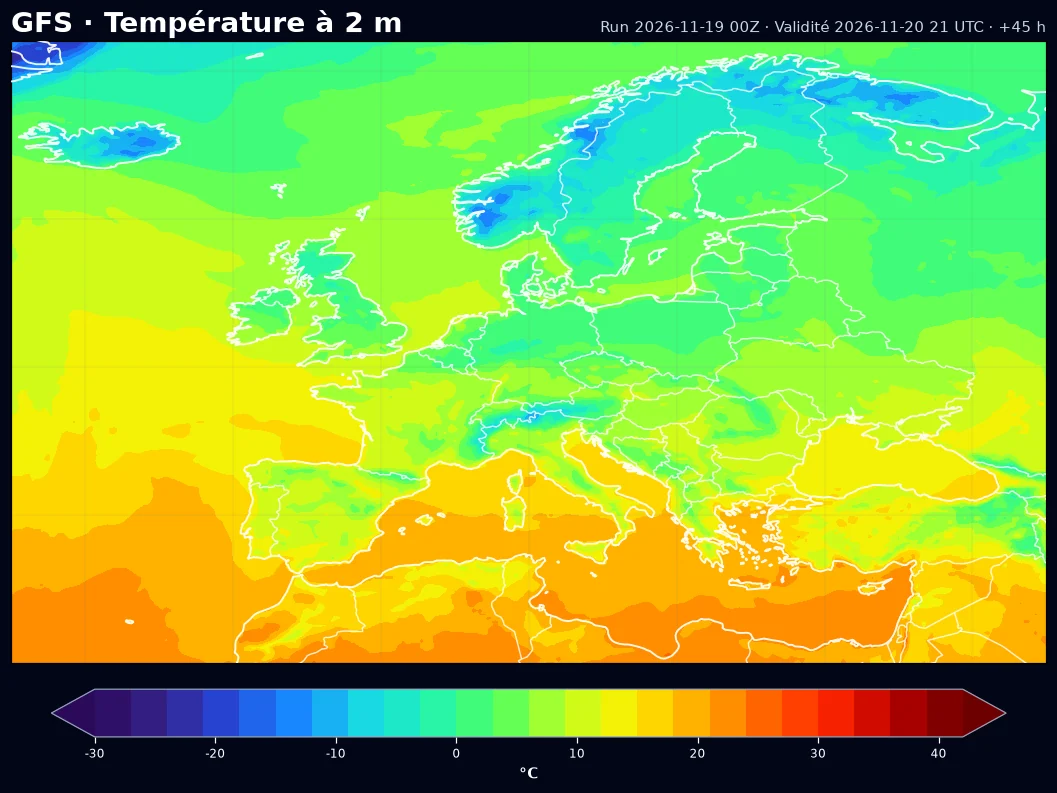 GFS · Température à 2 m
Run 2026-11-19 00Z · Validité 2026-11-20 21 UTC · +45 h
-30 -20 -10 0 10 20 30 40
°C